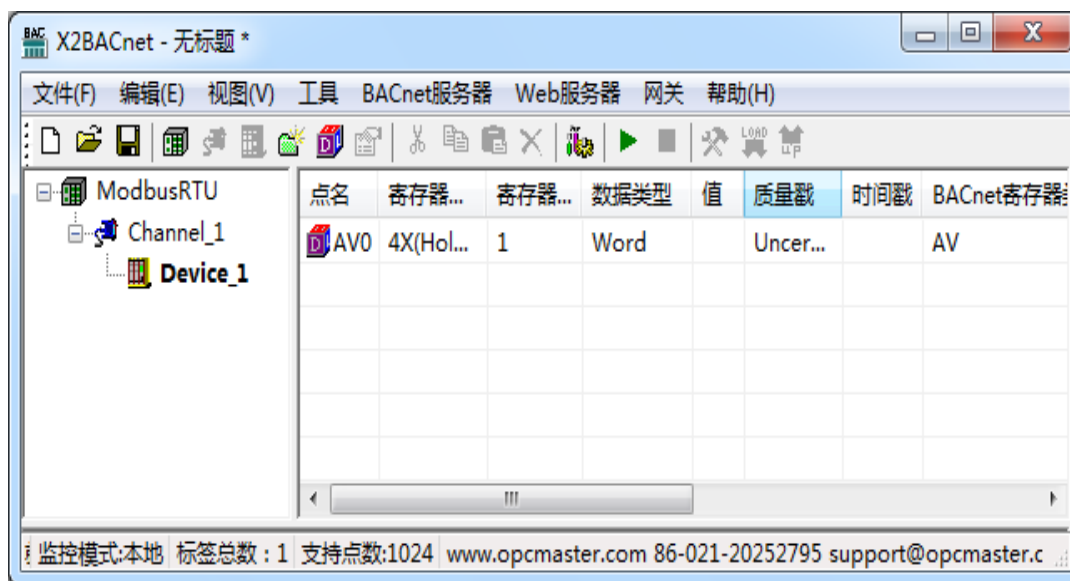 X2BACnet - 无标题 *
文件(F) 编辑(E) 视图(V) 工具 BACnet服务器 Web服务器 网关 帮助(H)
ModbusRTU
Channel_1
Device_1
点名 寄存器... 寄存器... 数据类型 值 质量戳 时间戳 BACnet寄存器
AV0 4X(Hol... 1 Word Uncer... AV
监控模式:本地 标签总数：1 支持点数:1024 www.opcmaster.com 86-021-20252795 support@opcmaster.c